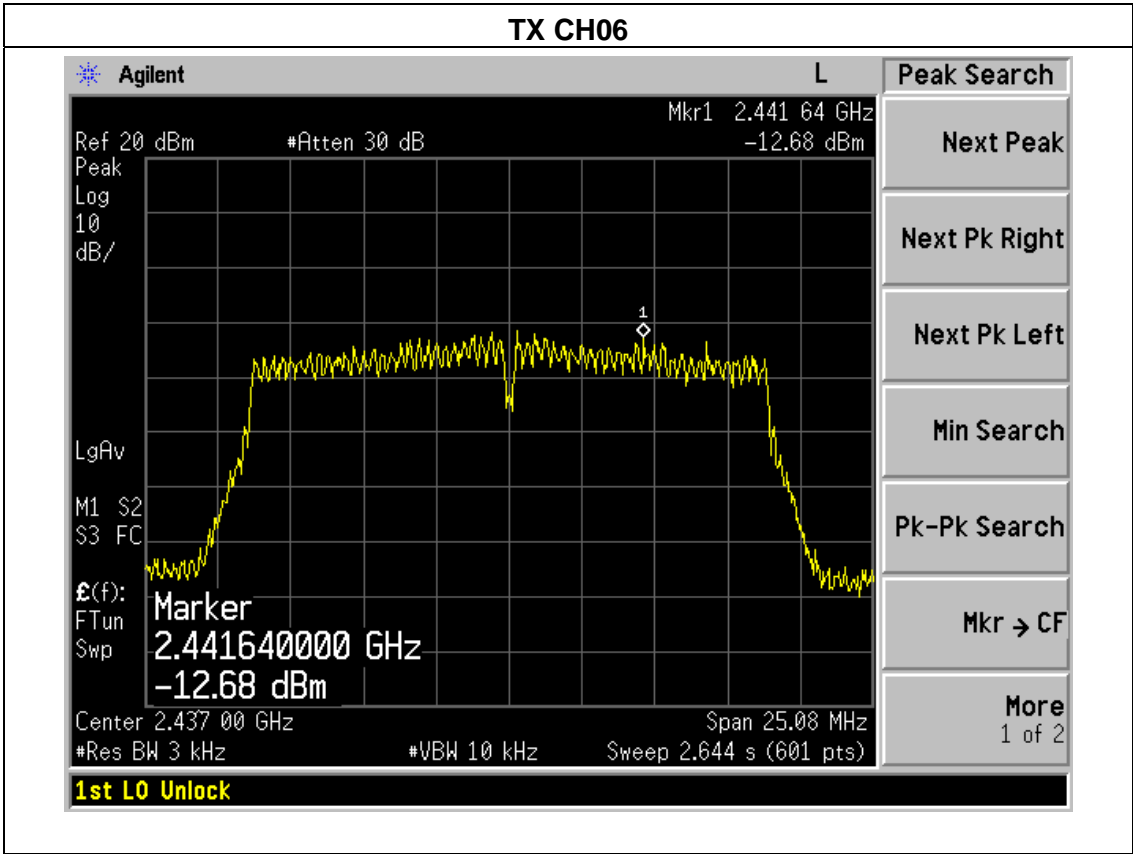 TX CH06
Agilent L Peak Search
Mkr1 2.441 64 GHz
Ref 20 dBm #Atten 30 dB -12.68 dBm
Peak
Log
10
dB/
1
LgAv
M1 S2
S3 FC
£(f):
FTun
Swp
Marker
2.441640000 GHz
-12.68 dBm
Center 2.437 00 GHz Span 25.08 MHz
#Res BW 3 kHz #VBW 10 kHz Sweep 2.644 s (601 pts)
1st LO Unlock
Next Peak
Next Pk Right
Next Pk Left
Min Search
Pk-Pk Search
Mkr → CF
More
1 of 2